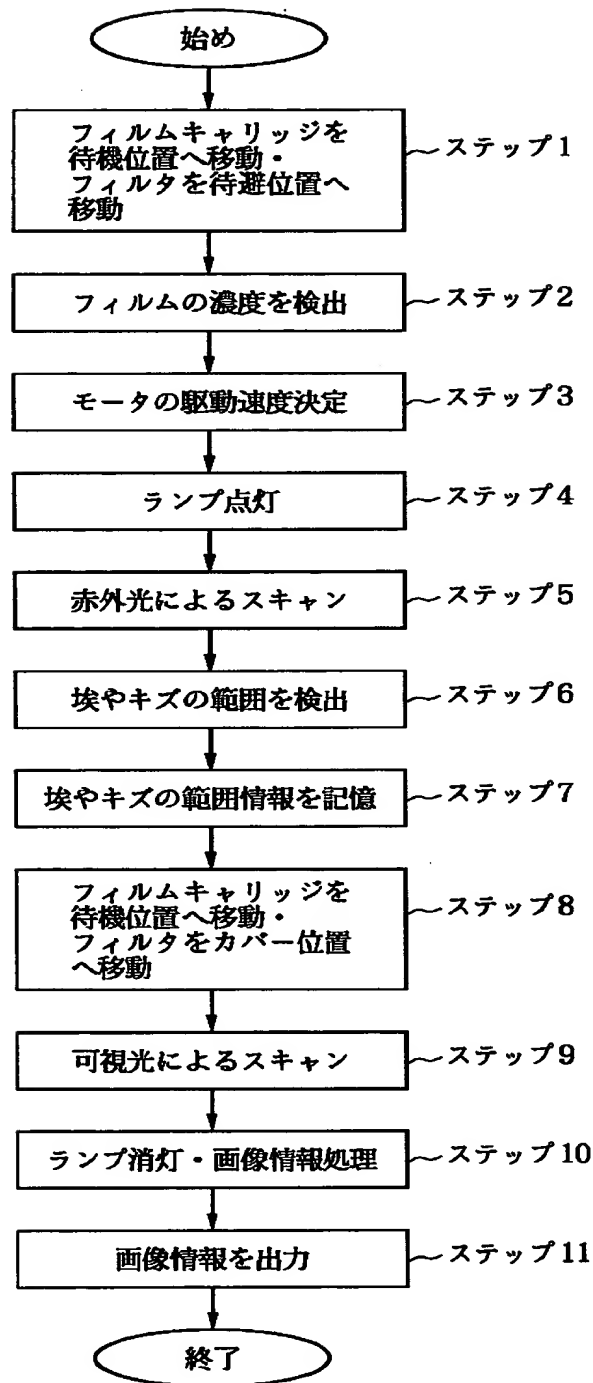 始め
フィルムキャリッジを
待機位置へ移動・
フィルタを待避位置へ
移動
ステップ1
フィルムの濃度を検出
ステップ2
モータの駆動速度決定
ステップ3
ランプ点灯
ステップ4
赤外光によるスキャン
ステップ5
埃やキズの範囲を検出
ステップ6
埃やキズの範囲情報を記憶
ステップ7
フィルムキャリッジを
待機位置へ移動・
フィルタをカバー位置
へ移動
ステップ8
可視光によるスキャン
ステップ9
ランプ消灯・画像情報処理
ステップ10
画像情報を出力
ステップ11
終了